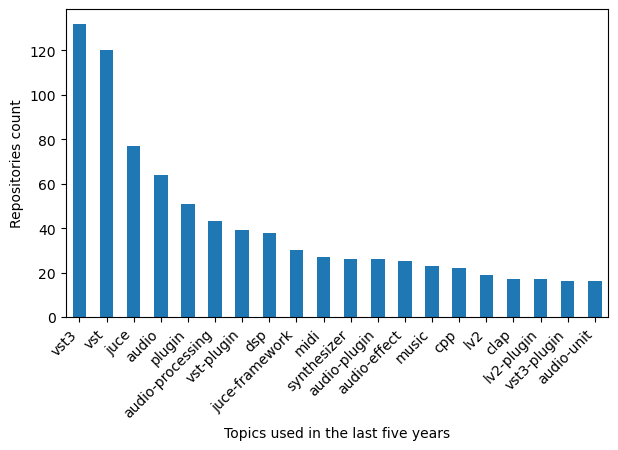 Repositories count
120
100
80
60
40
20
0
vst3
vst
juce
audio
plugin
audio-processing
vst-plugin
dsp
juce-framework
midi
synthesizer
audio-plugin
audio-effect
music
cpp
lv2
clap
lv2-plugin
vst3-plugin
audio-unit
Topics used in the last five years